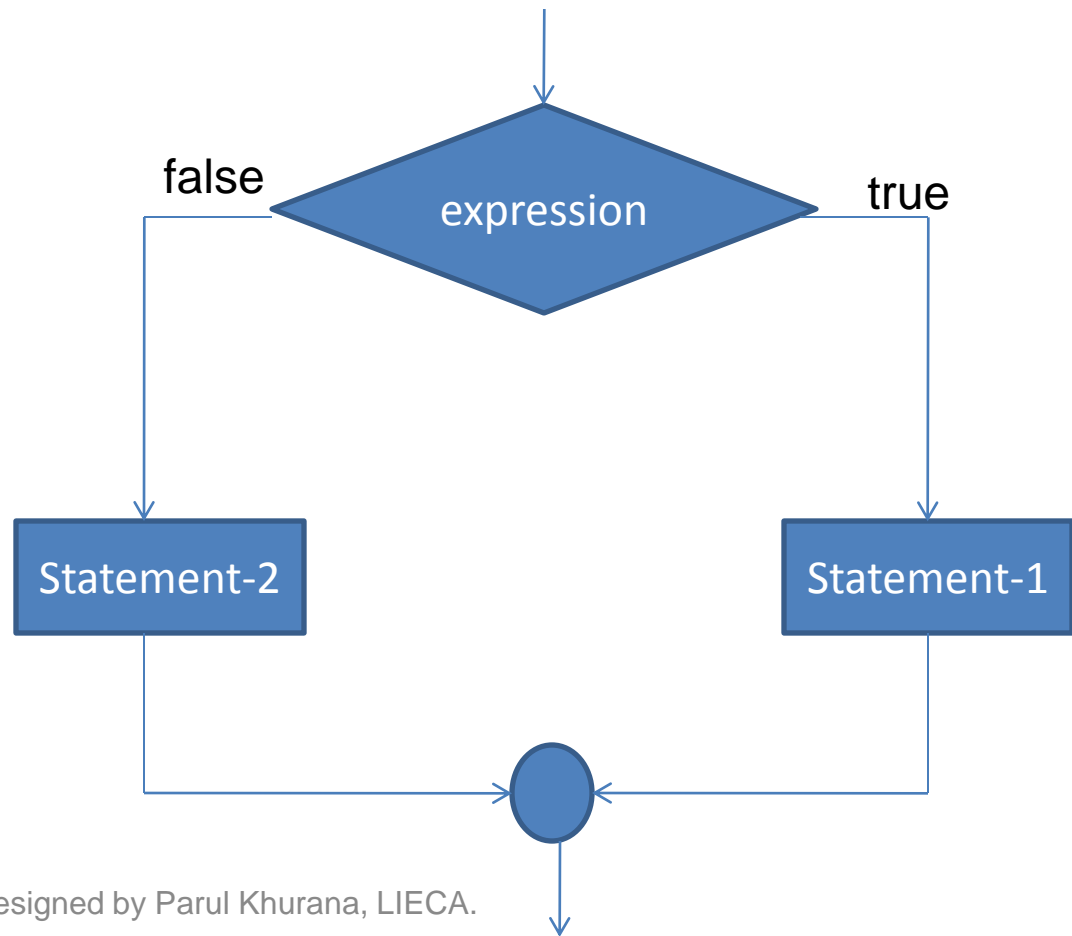 false
expression
true
Statement-2
Statement-1
esigned by Parul Khurana, LIECA.